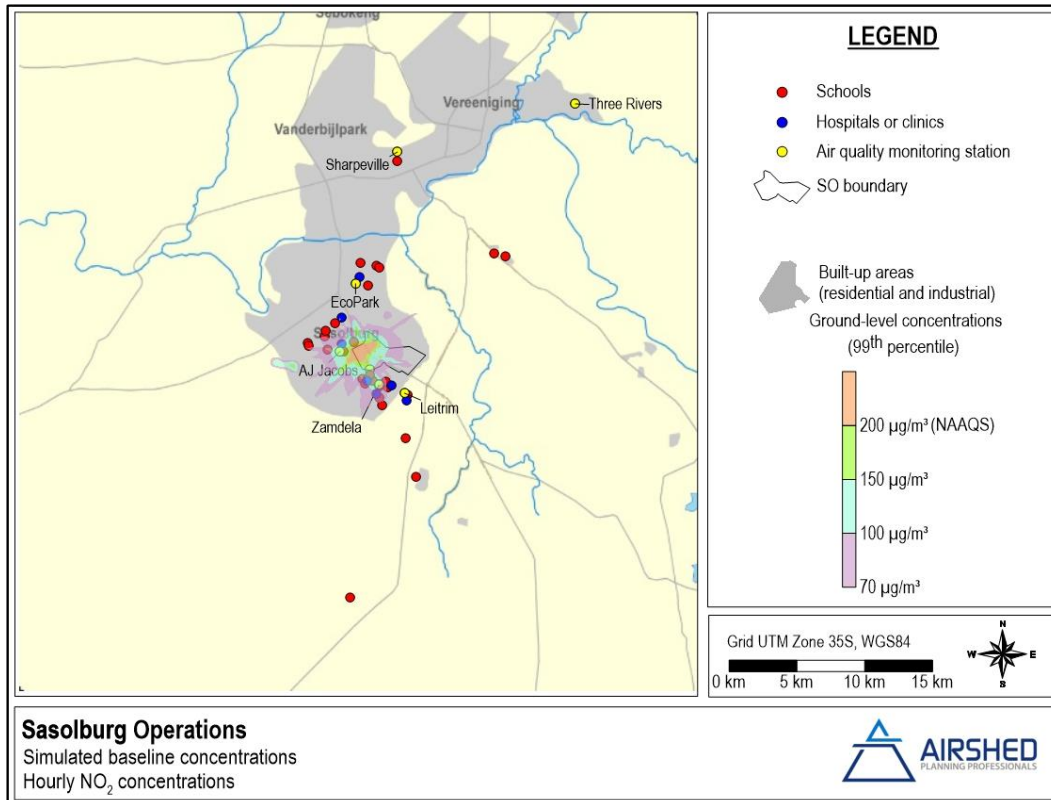 Sebokeng
Vereeniging
Three Rivers
Vanderbijlpark
Sharpeville
EcoPark
Sasolburg
AJ Jacobs
Leitrim
Zamdela
LEGEND
Schools
Hospitals or clinics
Air quality monitoring station
SO boundary
Built-up areas
(residential and industrial)
Ground-level concentrations
(99th percentile)
200 µg/m³ (NAAQS)
150 µg/m³
100 µg/m³
70 µg/m³
Grid UTM Zone 35S, WGS84
N
W E
S
0 km 5 km 10 km 15 km
Sasolburg Operations
Simulated baseline concentrations
Hourly NO₂ concentrations
AIRSHED
PLANNING PROFESSIONALS